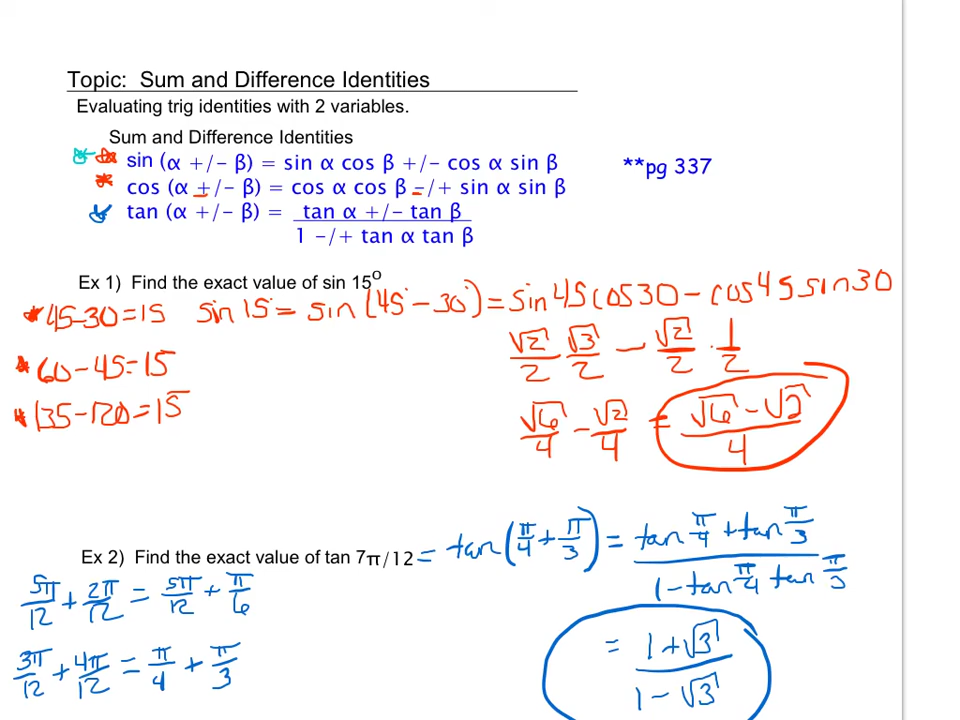 Topic: Sum and Difference Identities
Evaluating trig identities with 2 variables.
Sum and Difference Identities
sin (α +/- β) = sin α cos β +/- cos α sin β
**pg 337
cos (α +/- β) = cos α cos β -/+ sin α sin β
tan (α +/- β) = tan α +/- tan β
1 -/+ tan α tan β
Ex 1) Find the exact value of sin 15°
*45-30=15 sin 15 = sin (45 - 30) = sin 45 cos 30 - cos 45 sin 30
√2/2 √3/2 - √2/2 · 1/2
*60-45=15
*135-120=15
√6/4 - √2/4 = (√6 - √2)/4
Ex 2) Find the exact value of tan 7π/12 = tan (π/4 + π/3) = (tan π/4 + tan π/3)/(1 - tan π/4 tan π/3)
5π/12 + 2π/12 = 5π/12 + π/6
3π/12 + 4π/12 = π/4 + π/3
= (1 + √3)/(1 - √3)